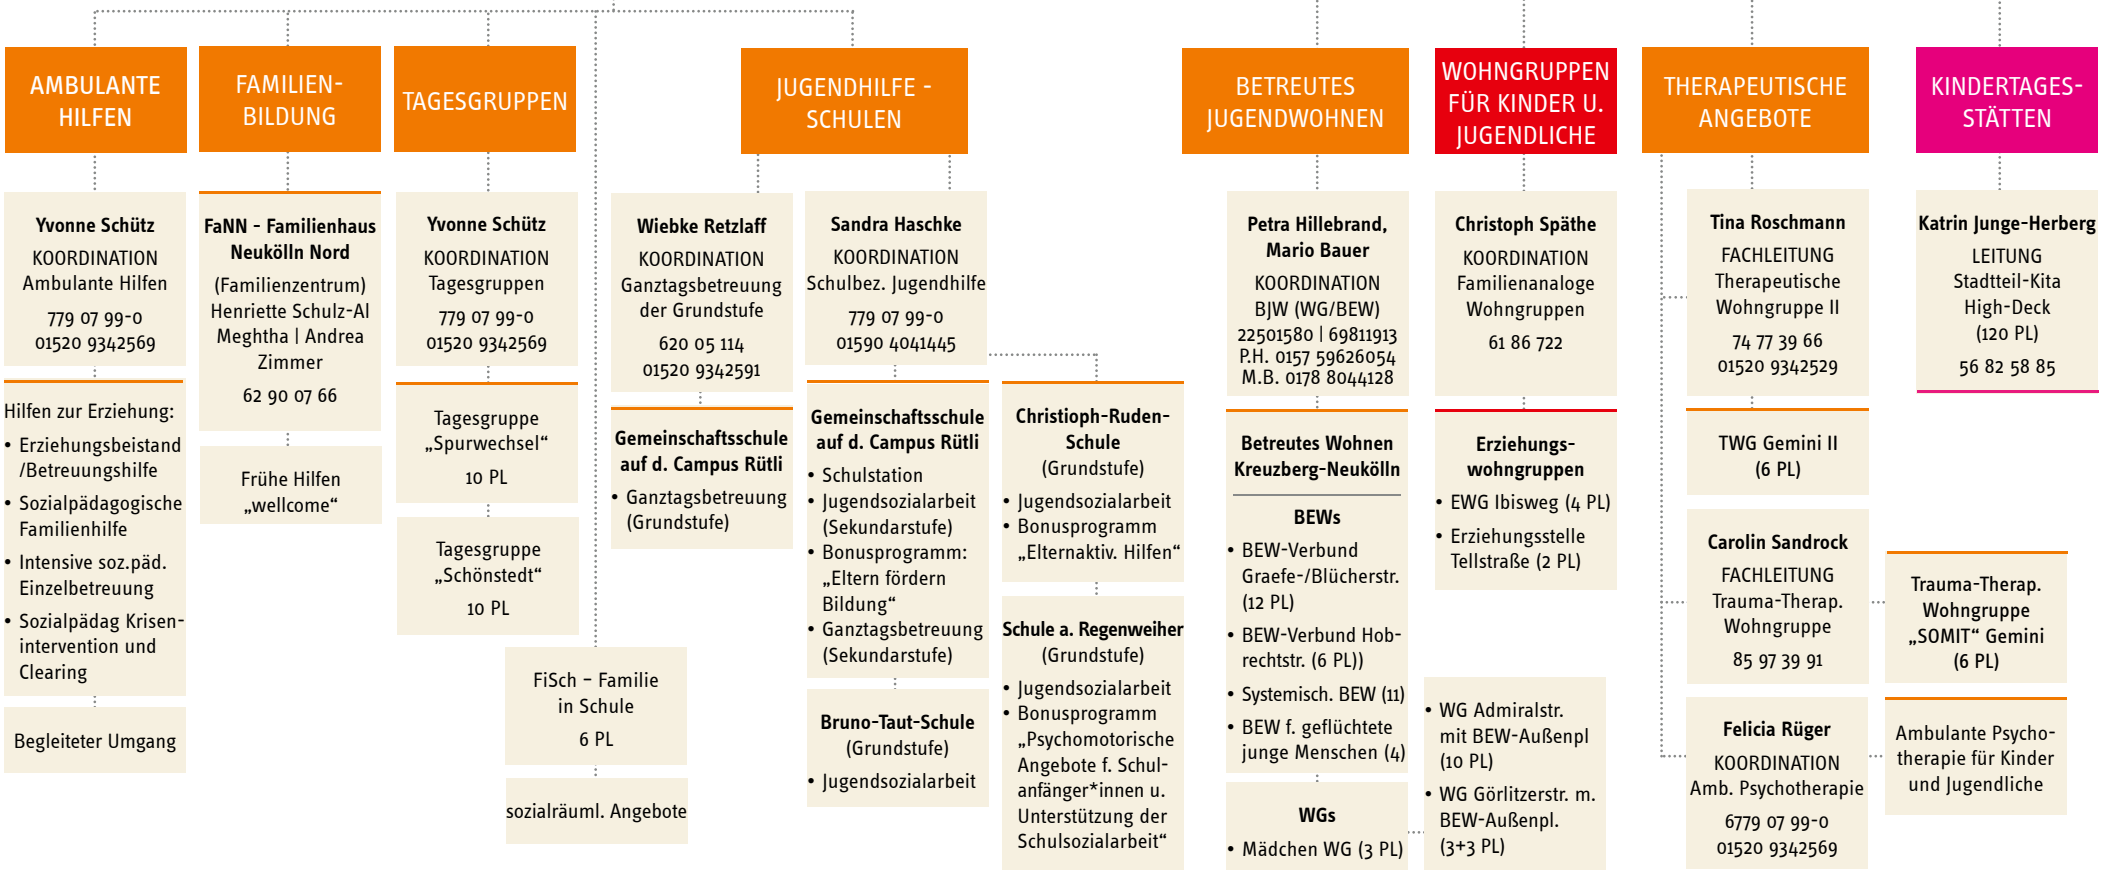 AMBULANTE
HILFEN
Yvonne Schütz
KOORDINATION
Ambulante Hilfen
779 07 99-0
01520 9342569
Hilfen zur Erziehung:
• Erziehungsbeistand
/Betreuungshilfe
• Sozialpädagogische
Familienhilfe
• Intensive soz.päd.
Einzelbetreuung
• Sozialpädag Krisen-
intervention und
Clearing
Begleiteter Umgang
FAMILIEN-
BILDUNG
FaNN - Familienhaus
Neukölln Nord
(Familienzentrum)
Henriette Schulz-Al
Meghtha | Andrea
Zimmer
62 90 07 66
Frühe Hilfen
„wellcome“
TAGESGRUPPEN
Yvonne Schütz
KOORDINATION
Tagesgruppen
779 07 99-0
01520 9342569
Tagesgruppe
„Spurwechsel“
10 PL
Tagesgruppe
„Schönstedt“
10 PL
FiSch – Familie
in Schule
6 PL
sozialräuml. Angebote
JUGENDHILFE -
SCHULEN
Wiebke Retzlaff
KOORDINATION
Ganztagsbetreuung
der Grundstufe
620 05 114
01520 9342591
Gemeinschaftsschule
auf d. Campus Rütli
• Ganztagsbetreuung
(Grundstufe)
Sandra Haschke
KOORDINATION
Schulbez. Jugendhilfe
779 07 99-0
01590 4041445
Gemeinschaftsschule
auf d. Campus Rütli
• Schulstation
• Jugendsozialarbeit
(Sekundarstufe)
• Bonusprogramm:
„Eltern fördern
Bildung“
• Ganztagsbetreuung
(Sekundarstufe)
Bruno-Taut-Schule
(Grundstufe)
• Jugendsozialarbeit
Christioph-Ruden-
Schule
(Grundstufe)
• Jugendsozialarbeit
• Bonusprogramm
„Elternaktiv. Hilfen“
Schule a. Regenweiher
(Grundstufe)
• Jugendsozialarbeit
• Bonusprogramm
„Psychomotorische
Angebote f. Schul-
anfänger*innen u.
Unterstützung der
Schulsozialarbeit“
BETREUTES
JUGENDWOHNEN
Petra Hillebrand,
Mario Bauer
KOORDINATION
BJW (WG/BEW)
22501580 | 69811913
P.H. 0157 59626054
M.B. 0178 8044128
Betreutes Wohnen
Kreuzberg-Neukölln
BEWs
• BEW-Verbund
Graefe-/Blücherstr.
(12 PL)
• BEW-Verbund Hob-
rechtstr. (6 PL))
• Systemisch. BEW (11)
• BEW f. geflüchtete
junge Menschen (4)
WGs
• Mädchen WG (3 PL)
• WG Admiralstr.
mit BEW-Außenpl
(10 PL)
• WG Görlitzerstr. m.
BEW-Außenpl.
(3+3 PL)
WOHNGRUPPEN
FÜR KINDER U.
JUGENDLICHE
Christoph Späthe
KOORDINATION
Familienanaloge
Wohngruppen
61 86 722
Erziehungs-
wohngruppen
• EWG Ibisweg (4 PL)
• Erziehungsstelle
Tellstraße (2 PL)
THERAPEUTISCHE
ANGEBOTE
Tina Roschmann
FACHLEITUNG
Therapeutische
Wohngruppe II
74 77 39 66
01520 9342529
TWG Gemini II
(6 PL)
Carolin Sandrock
FACHLEITUNG
Trauma-Therap.
Wohngruppe
85 97 39 91
Trauma-Therap.
Wohngruppe
„SOMIT“ Gemini
(6 PL)
Felicia Rüger
KOORDINATION
Amb. Psychotherapie
6779 07 99-0
01520 9342569
Ambulante Psycho-
therapie für Kinder
und Jugendliche
KINDERTAGES-
STÄTTEN
Katrin Junge-Herberg
LEITUNG
Stadtteil-Kita
High-Deck
(120 PL)
56 82 58 85